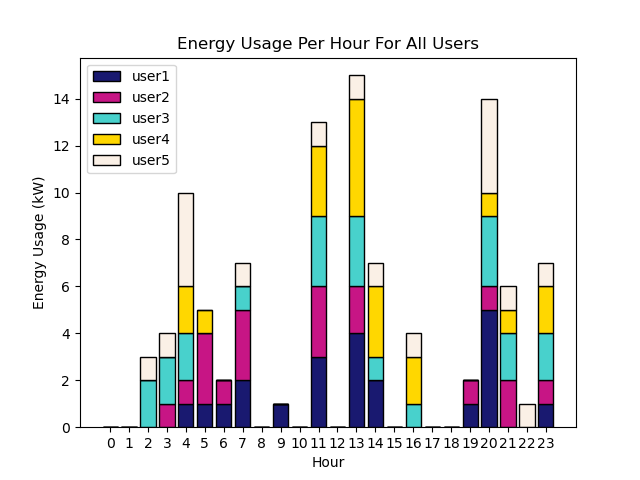 Energy Usage Per Hour For All Users
user1
user2
user3
user4
user5
Energy Usage (kW)
14
12
10
8
6
4
2
0
0 1 2 3 4 5 6 7 8 9 10 11 12 13 14 15 16 17 18 19 20 21 22 23
Hour